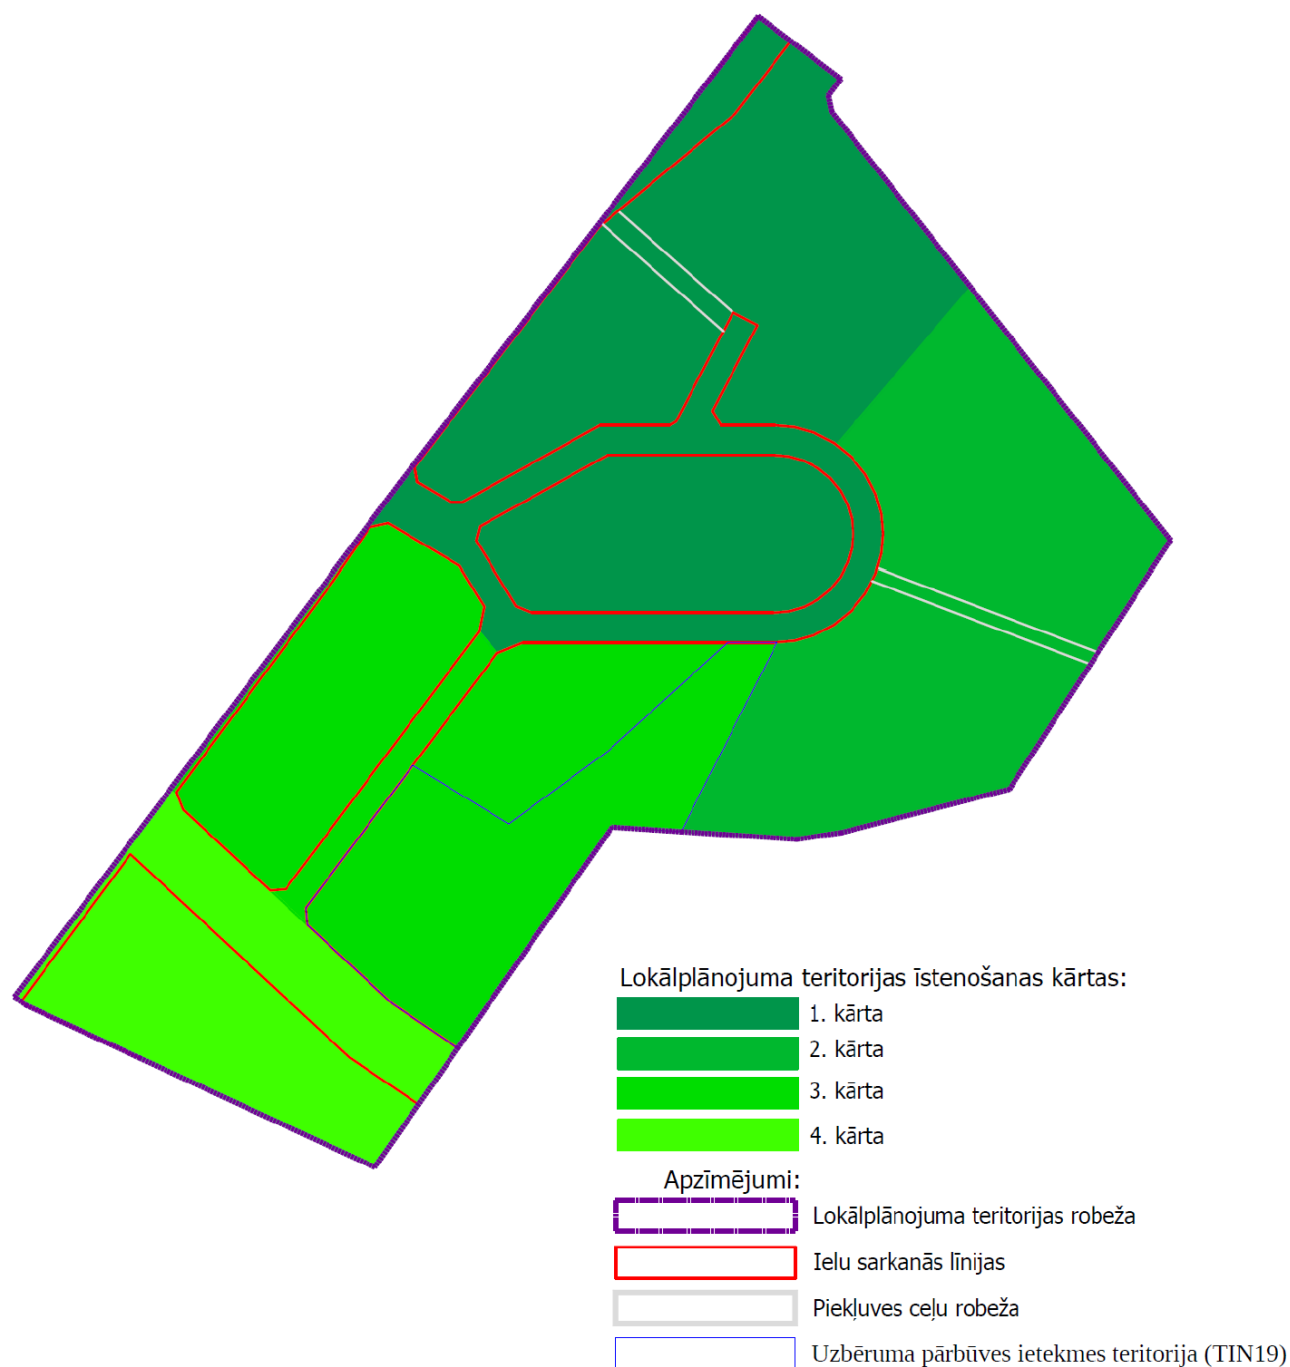 Lokālplānojuma teritorijas īstenošanas kārtas:
1. kārta
2. kārta
3. kārta
4. kārta
Apzīmējumi:
Lokālplānojuma teritorijas robeža
Ielu sarkanās līnijas
Piekļuves ceļu robeža
Uzbēruma pārbūves ietekmes teritorija (TIN19)